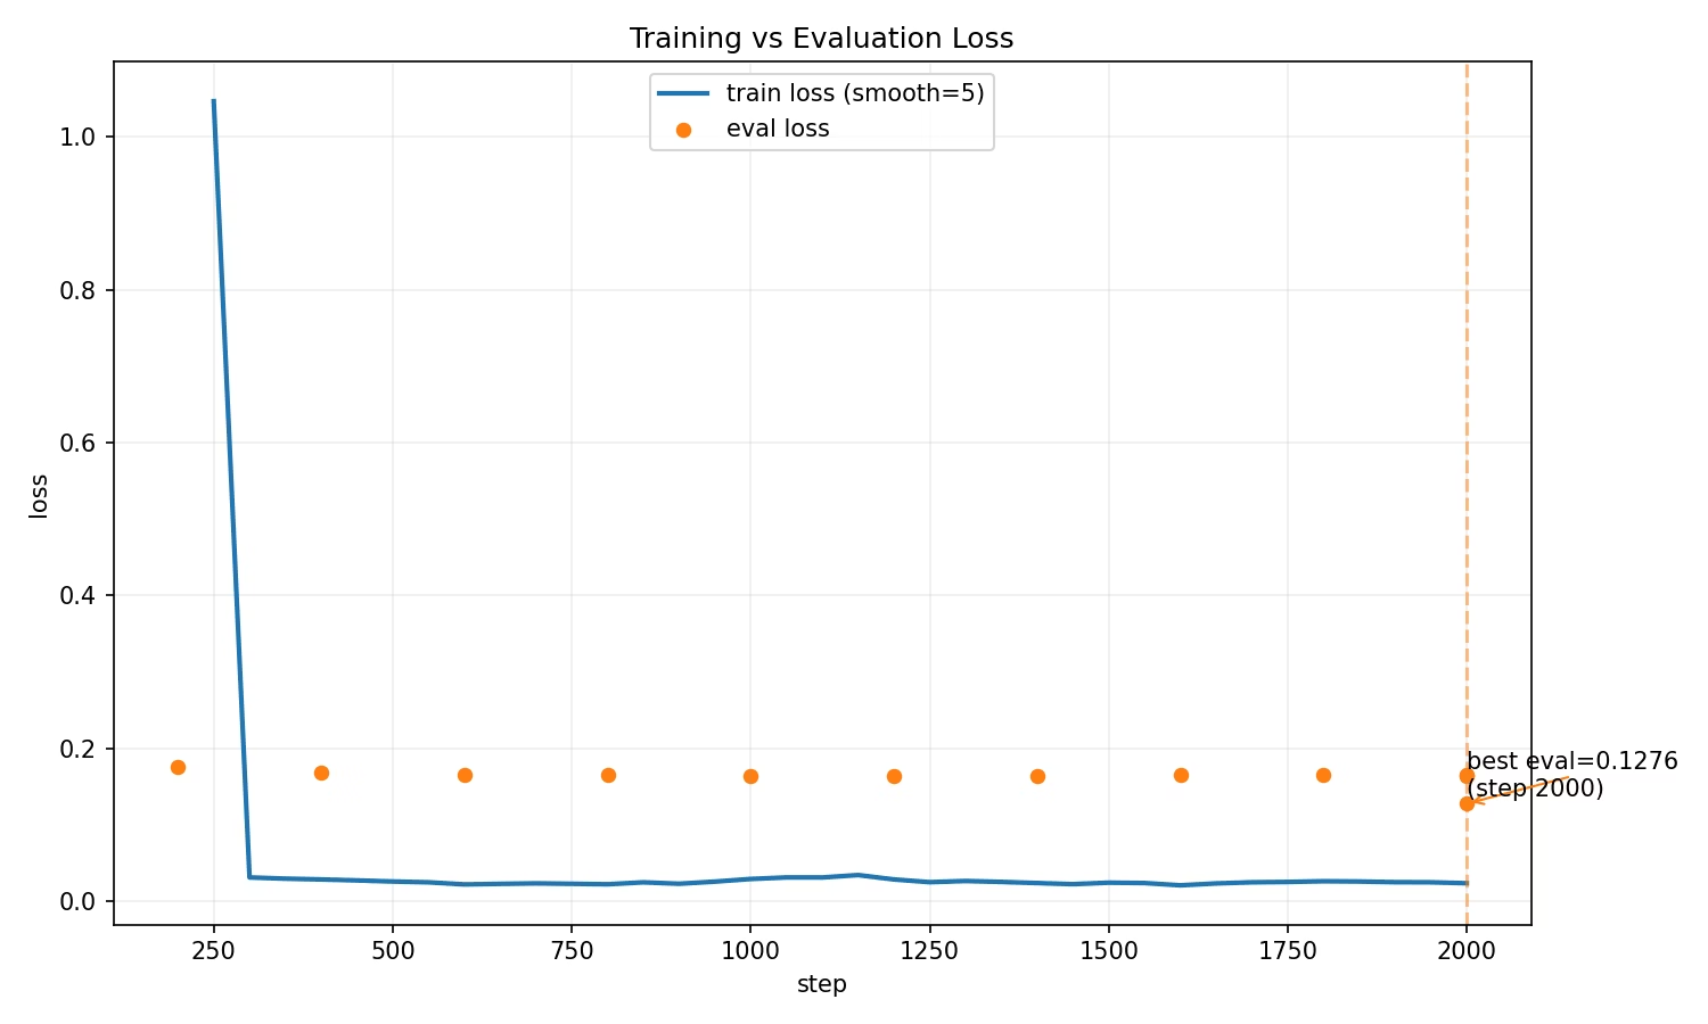 Training vs Evaluation Loss
train loss (smooth=5)
eval loss
1.0
0.8
0.6
0.4
0.2
0.0
loss
best eval=0.1276
(step 2000)
250 500 750 1000 1250 1500 1750 2000
step